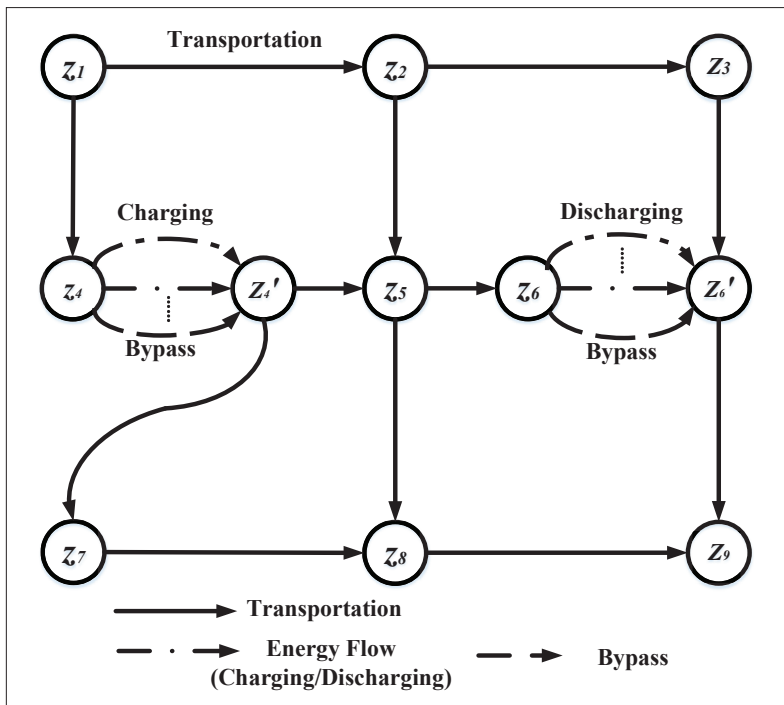 Transportation
z1 z2 z3
Charging Discharging
z4 z4' z5 z6 z6'
Bypass Bypass
z7 z8 z9
Transportation
Energy Flow
(Charging/Discharging)
Bypass